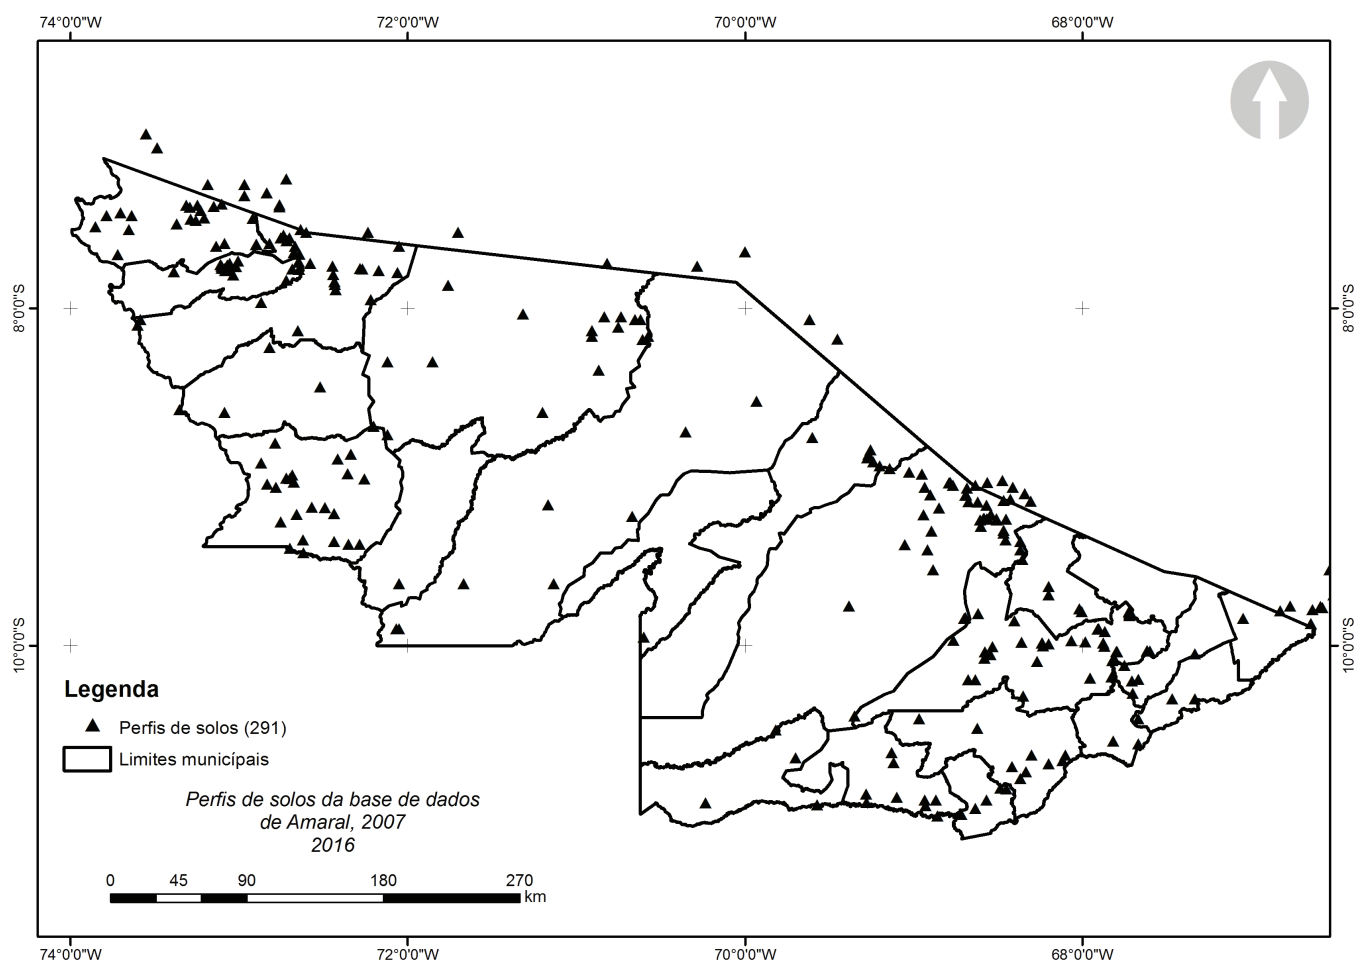 74°0'0"W 72°0'0"W 70°0'0"W 68°0'0"W
8°0'0"S 8°0'0"S
10°0'0"S 10°0'0"S
Legenda
Perfis de solos (291)
Limites municípais
Perfis de solos da base de dados
de Amaral, 2007
2016
0 45 90 180 270
km
74°0'0"W 72°0'0"W 70°0'0"W 68°0'0"W